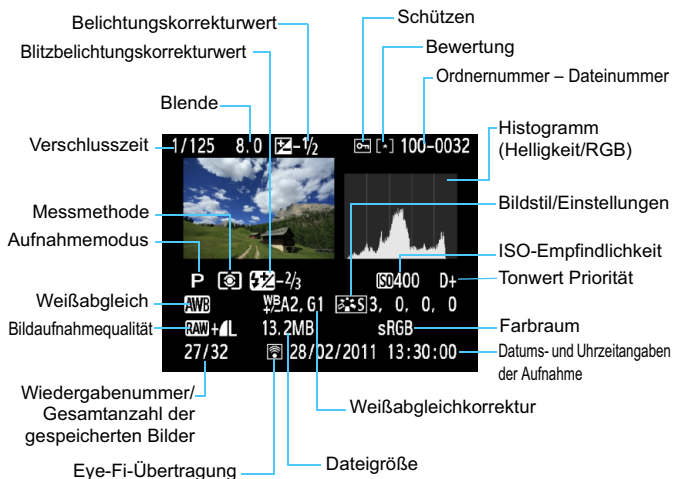 Belichtungskorrekturwert
Schützen
Blitzbelichtungskorrekturwert
Bewertung
Ordnernummer – Dateinummer
Blende
Verschlusszeit
1/125 8.0 -1/2 [★] 100-0032
Histogramm
(Helligkeit/RGB)
Messmethode
Bildstil/Einstellungen
Aufnahmemodus
ISO-Empfindlichkeit
P -2/3 ISO400 D+
Tonwert Priorität
Weißabgleich
AWB WB+/-A2, G1 S3, 0, 0, 0
Bildaufnahmequalität
RAW+L 13.2MB sRGB
Farbraum
27/32 28/02/2011 13:30:00
Datums- und Uhrzeitangaben
der Aufnahme
Wiedergabenummer/
Gesamtanzahl der
gespeicherten Bilder
Weißabgleichkorrektur
Eye-Fi-Übertragung
Dateigröße